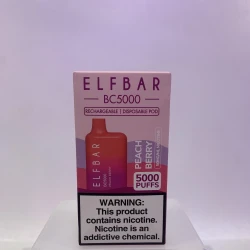 ELFBAR
BC5000
RECHARGEABLE | DISPOSABLE POD
ELFBAR
PEACH
BERRY
5000
PUFFS
WARNING:
This product
contains nicotine.
Nicotine is an
addictive chemical.